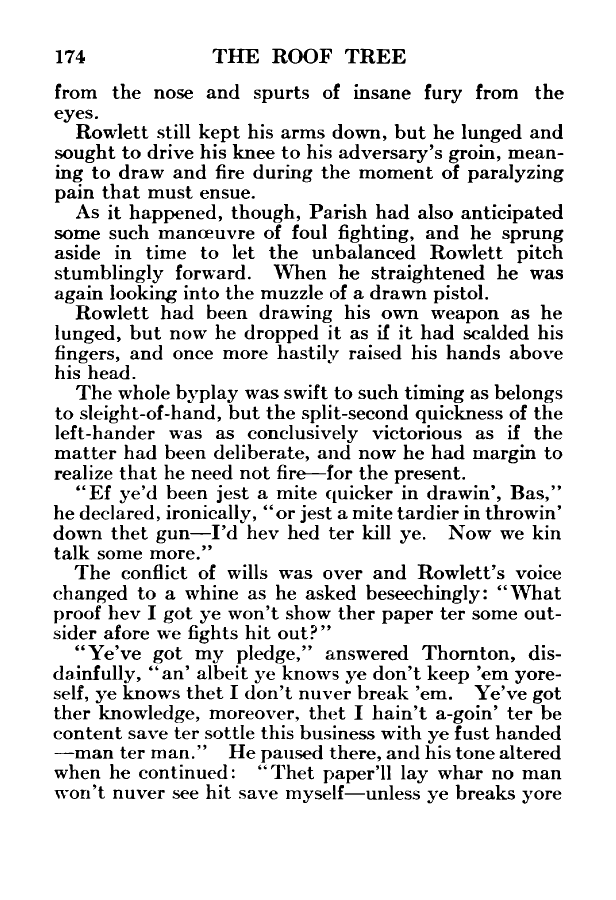 174 THE ROOF TREE
from the nose and spurts of insane fury from the
eyes.
Rowlett still kept his arms down, but he lunged and
sought to drive his knee to his adversary's groin, mean-
ing to draw and fire during the moment of paralyzing
pain that must ensue.
As it happened, though, Parish had also anticipated
some such manœuvre of foul fighting, and he sprung
aside in time to let the unbalanced Rowlett pitch
stumblingly forward. When he straightened he was
again looking into the muzzle of a drawn pistol.
Rowlett had been drawing his own weapon as he
lunged, but now he dropped it as if it had scalded his
fingers, and once more hastily raised his hands above
his head.
The whole byplay was swift to such timing as belongs
to sleight-of-hand, but the split-second quickness of the
left-hander was as conclusively victorious as if the
matter had been deliberate, and now he had margin to
realize that he need not fire—for the present.
"Ef ye'd been jest a mite quicker in drawin', Bas,"
he declared, ironically, "or jest a mite tardier in throwin'
down thet gun—I'd hev hed ter kill ye. Now we kin
talk some more."
The conflict of wills was over and Rowlett's voice
changed to a whine as he asked beseechingly: "What
proof hev I got ye won't show ther paper ter some out-
sider afore we fights hit out?"
"Ye've got my pledge," answered Thornton, dis-
dainfully, "an' albeit ye knows ye don't keep 'em yore-
self, ye knows thet I don't nuver break 'em. Ye've got
ther knowledge, moreover, thet I hain't a-goin' ter be
content save ter sottle this business with ye fust handed
—man ter man." He paused there, and his tone altered
when he continued: "Thet paper'll lay whar no man
won't nuver see hit save myself—unless ye breaks yore